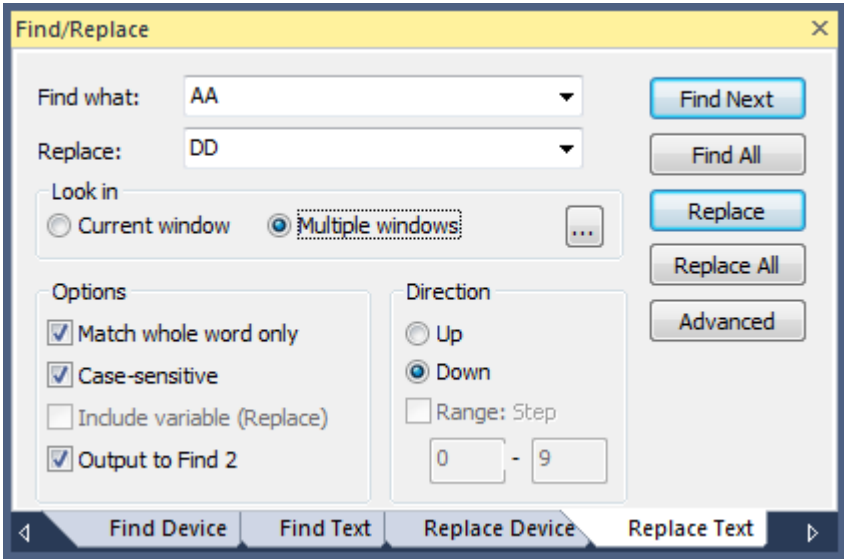 Find/Replace
Find what: AA
Find Next
Replace: DD
Find All
Look in
Current window Multiple windows ...
Replace
Replace All
Options
Direction
Match whole word only
Up
Advanced
Case-sensitive
Down
Include variable (Replace)
Range: Step
Output to Find 2
0 - 9
Find Device Find Text Replace Device Replace Text